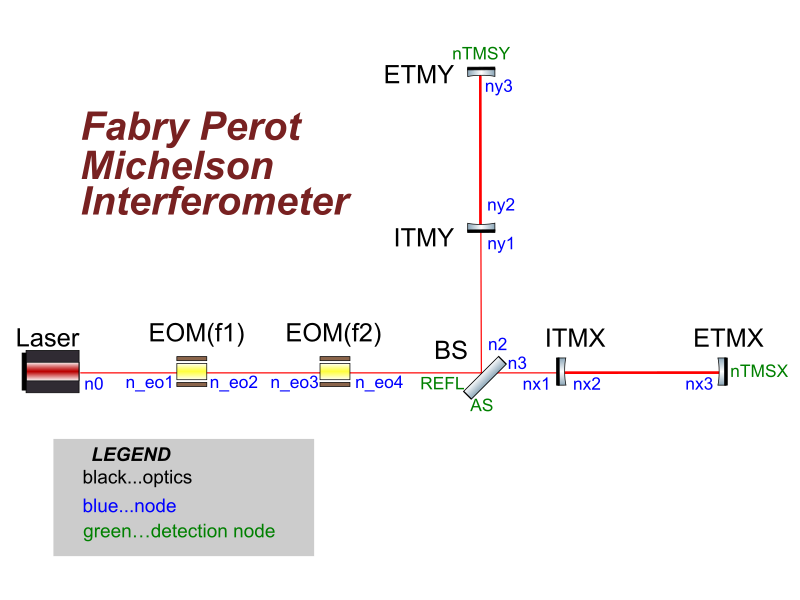 nTMSY
ETMY
ny3
Fabry Perot
Michelson
Interferometer
ny2
ITMY
ny1
Laser
EOM(f1)
EOM(f2)
BS
n2
ITMX
ETMX
n3
n0
n_eo1
n_eo2
n_eo3
n_eo4
REFL
nx1
nx2
nx3
nTMSX
AS
LEGEND
black...optics
blue...node
green…detection node